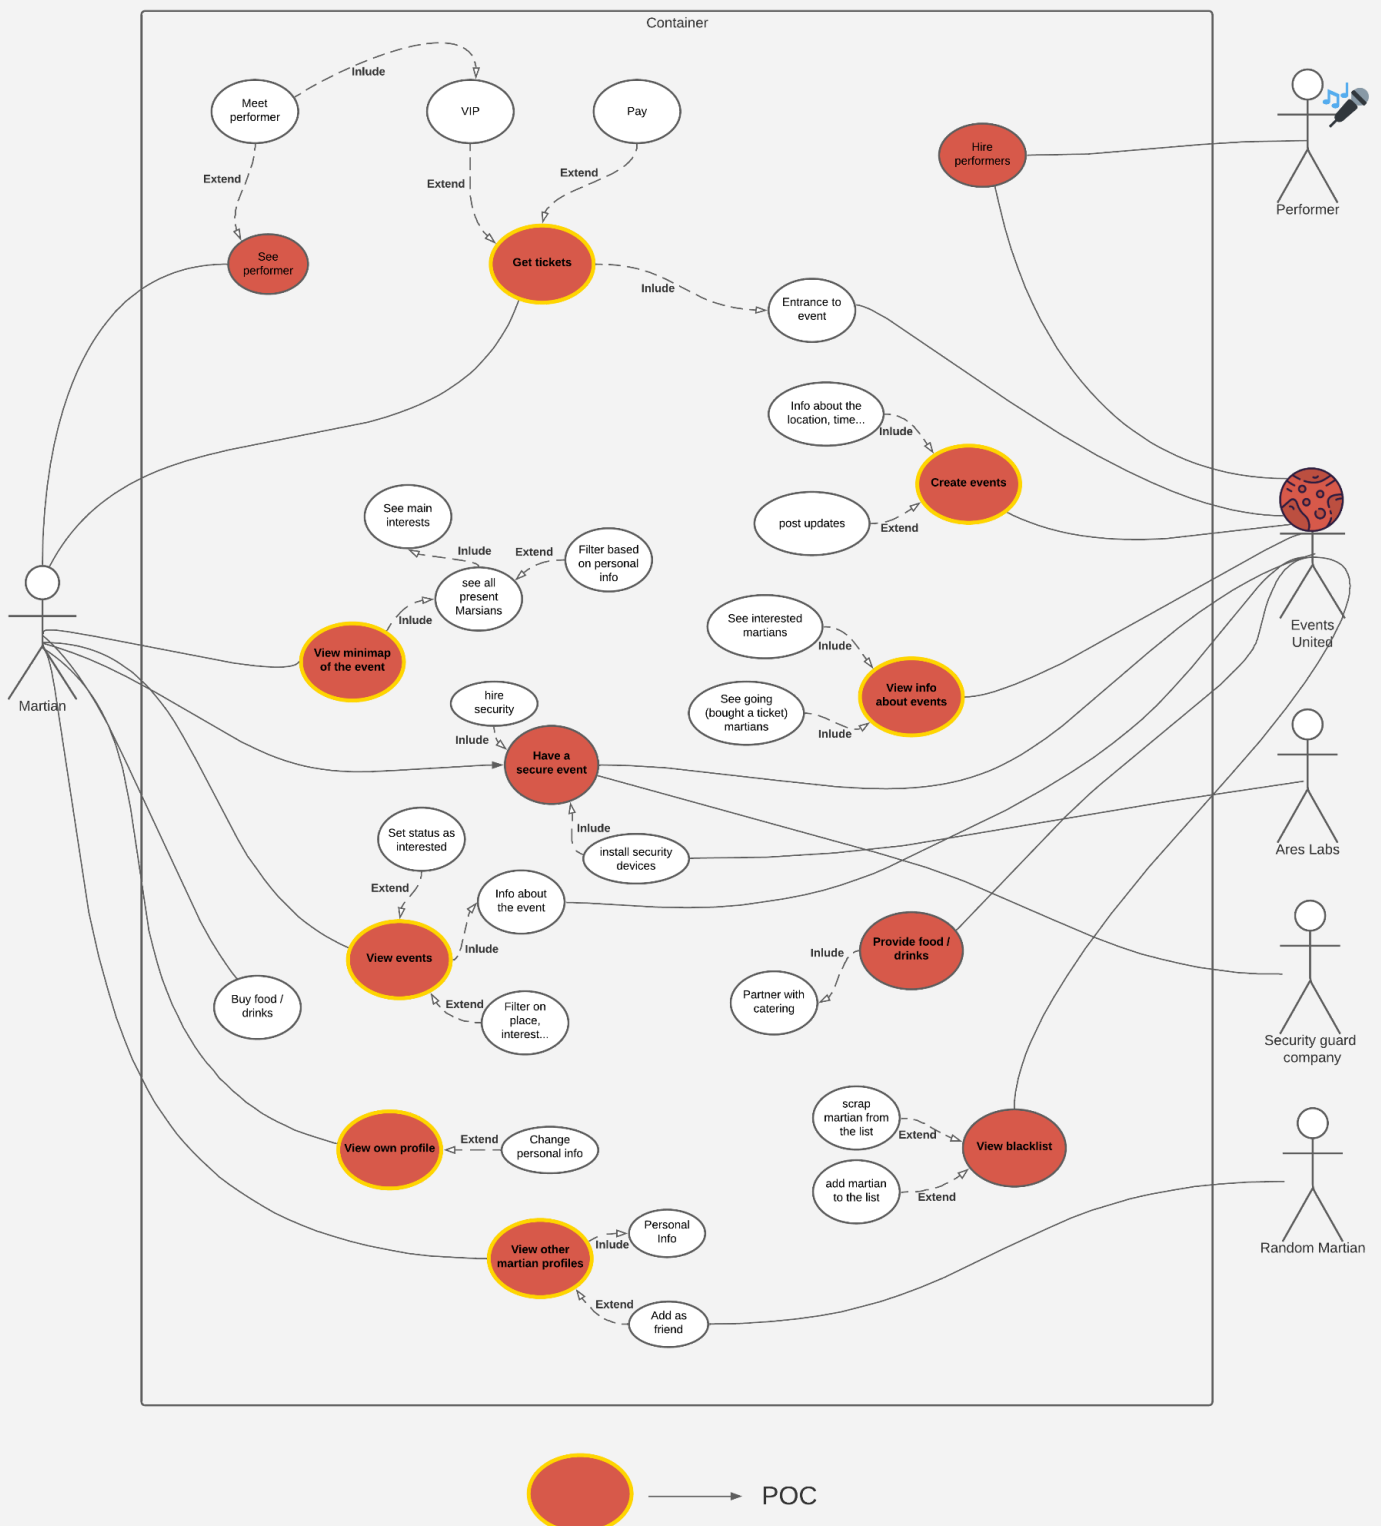 Container
Inlude
Meet
performer
VIP
Pay
Hire
performers
Extend
Extend
Extend
Performer
See
performer
Get tickets
Inlude
Entrance to
event
Info about the
location, time...
Inlude
Create events
post updates
Extend
See main
interests
Inlude
Extend
Filter based
on personal
info
see all
present
Marsians
Inlude
View minimap
of the event
Martian
See interested
martians
Inlude
View info
about events
See going
(bought a ticket)
martians
Inlude
Events
United
hire
security
Inlude
Have a
secure event
Inlude
install security
devices
Ares Labs
Set status as
interested
Extend
Info about
the event
Inlude
View events
Extend
Filter on
place,
interest...
Buy food /
drinks
Provide food /
drinks
Inlude
Partner with
catering
Security guard
company
scrap
martian from
the list
Extend
View blacklist
add martian
to the list
Extend
View own profile
Extend
Change
personal info
Personal
Info
Inlude
View other
martian profiles
Extend
Add as
friend
Random Martian
POC